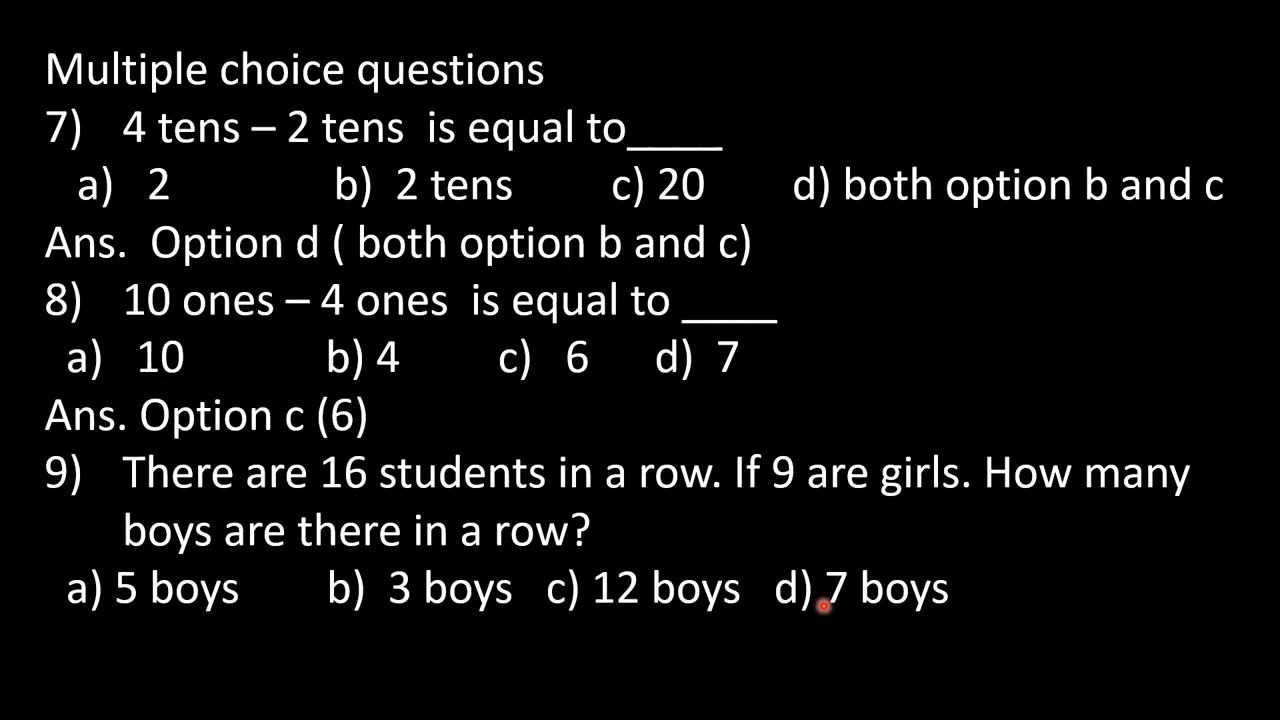 Multiple choice questions
7) 4 tens – 2 tens is equal to____
a) 2 b) 2 tens c) 20 d) both option b and c
Ans. Option d ( both option b and c)
8) 10 ones – 4 ones is equal to ____
a) 10 b) 4 c) 6 d) 7
Ans. Option c (6)
9) There are 16 students in a row. If 9 are girls. How many
boys are there in a row?
a) 5 boys b) 3 boys c) 12 boys d) 7 boys